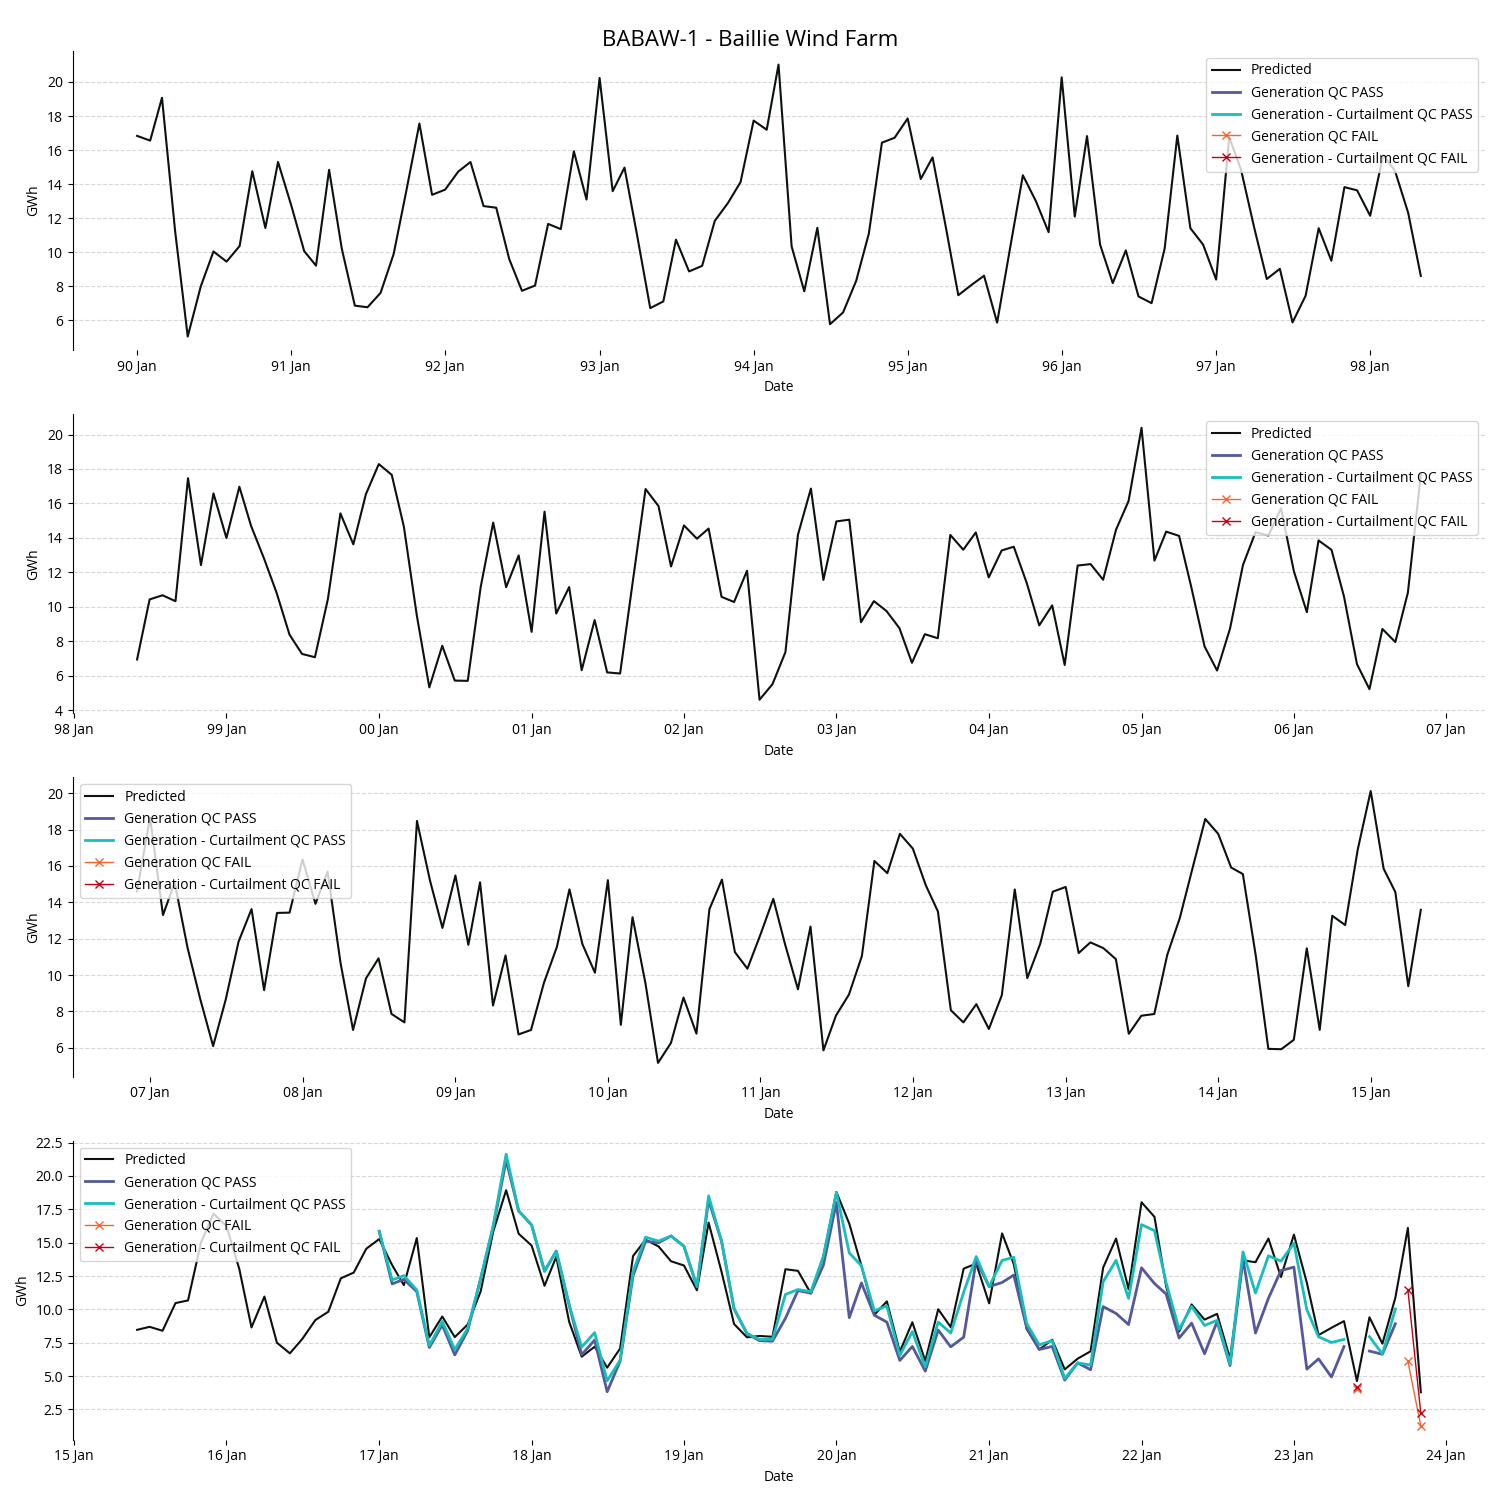 BABAW-1 - Baillie Wind Farm
20
18
16
14
12
10
8
6
GWh
Predicted
Generation QC PASS
Generation - Curtailment QC PASS
Generation QC FAIL
Generation - Curtailment QC FAIL
90 Jan
91 Jan
92 Jan
93 Jan
94 Jan
95 Jan
96 Jan
97 Jan
98 Jan
Date
20
18
16
14
12
10
8
6
4
GWh
Predicted
Generation QC PASS
Generation - Curtailment QC PASS
Generation QC FAIL
Generation - Curtailment QC FAIL
98 Jan
99 Jan
00 Jan
01 Jan
02 Jan
03 Jan
04 Jan
05 Jan
06 Jan
07 Jan
Date
20
18
16
14
12
10
8
6
GWh
Predicted
Generation QC PASS
Generation - Curtailment QC PASS
Generation QC FAIL
Generation - Curtailment QC FAIL
07 Jan
08 Jan
09 Jan
10 Jan
11 Jan
12 Jan
13 Jan
14 Jan
15 Jan
Date
22.5
20.0
17.5
15.0
12.5
10.0
7.5
5.0
2.5
GWh
Predicted
Generation QC PASS
Generation - Curtailment QC PASS
Generation QC FAIL
Generation - Curtailment QC FAIL
15 Jan
16 Jan
17 Jan
18 Jan
19 Jan
20 Jan
21 Jan
22 Jan
23 Jan
24 Jan
Date